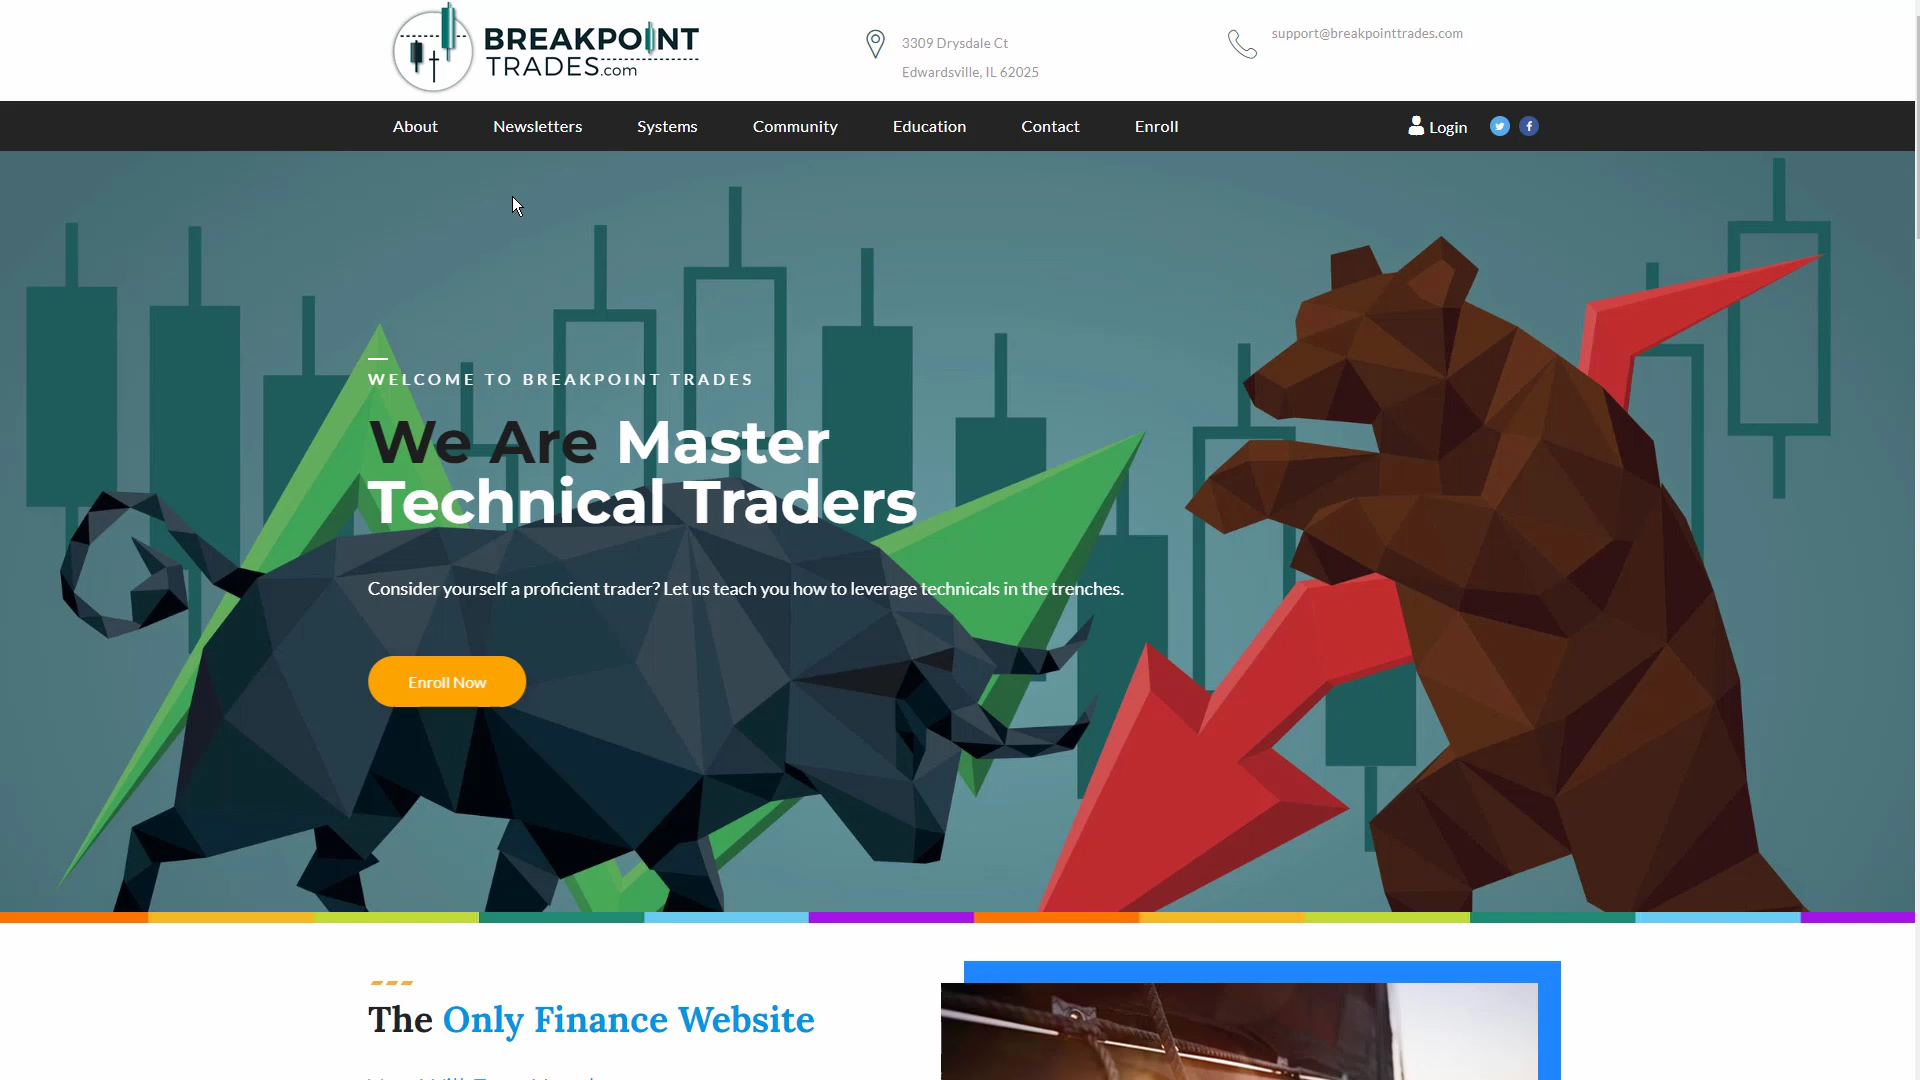 BREAKPOINT
TRADES.com
3309 Drysdale Ct
Edwardsville, IL 62025
support@breakpointtrades.com
About Newsletters Systems Community Education Contact Enroll Login
WELCOME TO BREAKPOINT TRADES
We Are Master
Technical Traders
Consider yourself a proficient trader? Let us teach you how to leverage technicals in the trenches.
Enroll Now
The Only Finance Website